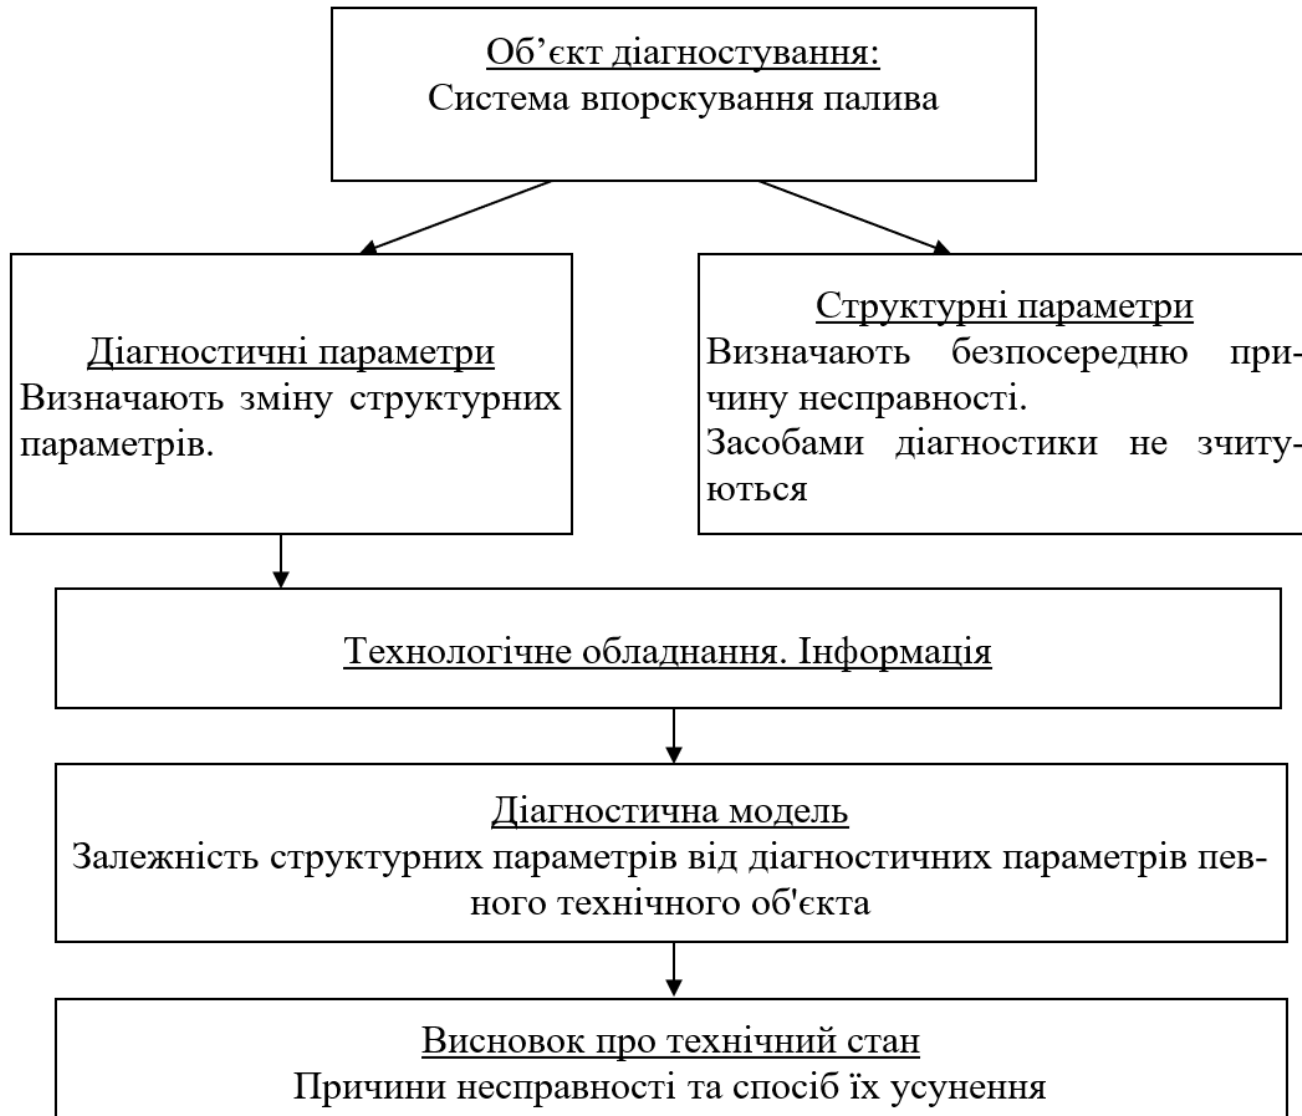 Об’єкт діагностування:
Система впорскування палива
Діагностичні параметри
Визначають зміну структурних
параметрів.
Структурні параметри
Визначають безпосередню при-
чину несправності.
Засобами діагностики не зчиту-
ються
Технологічне обладнання. Інформація
Діагностична модель
Залежність структурних параметрів від діагностичних параметрів пев-
ного технічного об'єкта
Висновок про технічний стан
Причини несправності та спосіб їх усунення